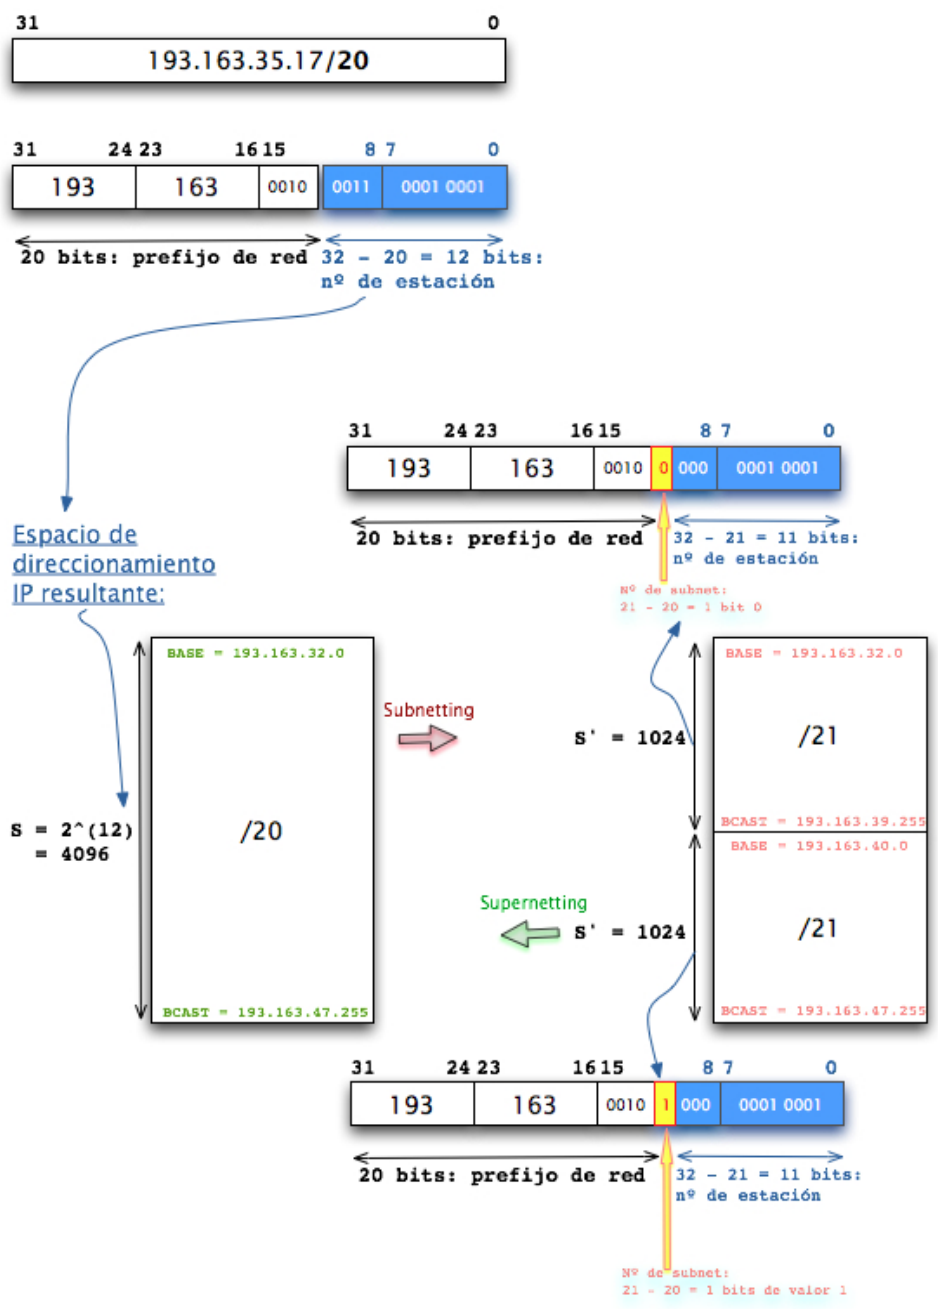 31 0
193.163.35.17/20
31 24 23 16 15 8 7 0
193 163 0010 0011 0001 0001
20 bits: prefijo de red
32 - 20 = 12 bits:
nº de estación
31 24 23 16 15 8 7 0
193 163 0010 0 000 0001 0001
20 bits: prefijo de red
32 - 21 = 11 bits:
nº de estación
Nº de subnet:
21 - 20 = 1 bit 0
Espacio de
direccionamiento
IP resultante:
BASE = 193.163.32.0
/20
S = 2^(12)
= 4096
BCAST = 193.163.47.255
Subnetting
Supernetting
BASE = 193.163.32.0
S' = 1024
/21
BCAST = 193.163.39.255
BASE = 193.163.40.0
S' = 1024
/21
BCAST = 193.163.47.255
31 24 23 16 15 8 7 0
193 163 0010 1 000 0001 0001
20 bits: prefijo de red
32 - 21 = 11 bits:
nº de estación
Nº de subnet:
21 - 20 = 1 bits de valor 1